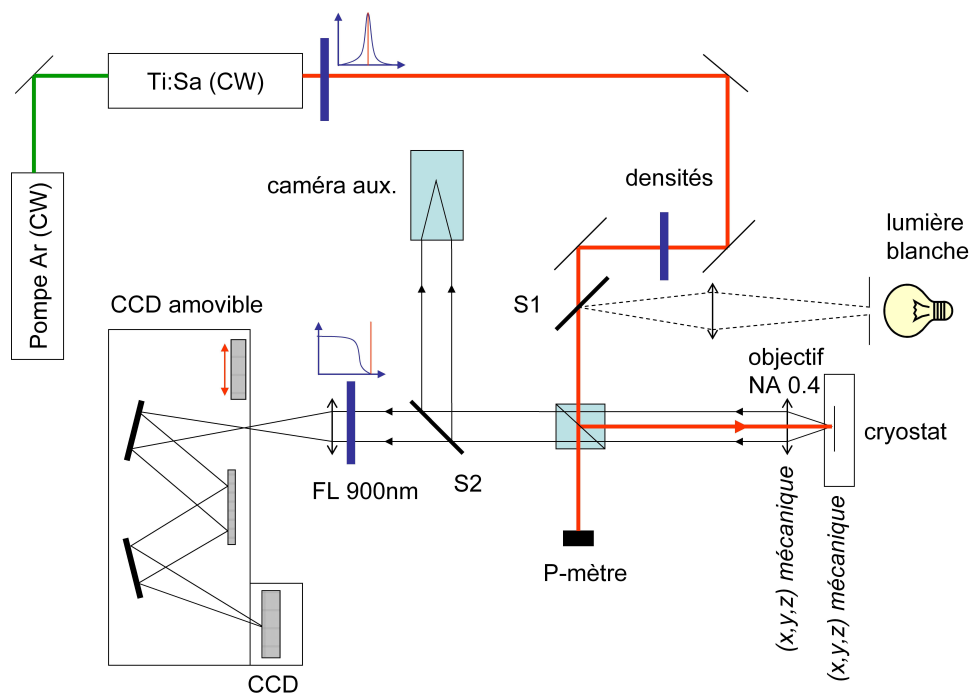 Ti:Sa (CW)
Pompe Ar (CW)
caméra aux.
densités
lumière
blanche
S1
CCD amovible
objectif
NA 0.4
cryostat
S2
FL 900nm
P-mètre
(x,y,z) mécanique
(x,y,z) mécanique
CCD